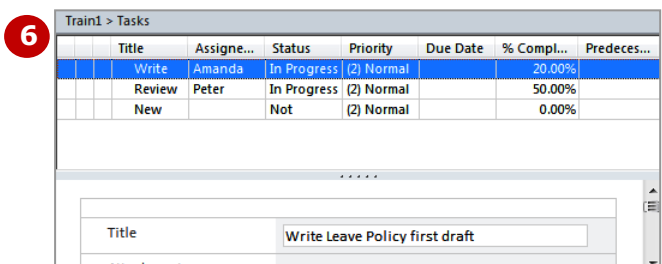 6
Train1 > Tasks
Title Assigne... Status Priority Due Date % Compl... Predeces...
Write Amanda In Progress (2) Normal 20.00%
Review Peter In Progress (2) Normal 50.00%
New Not (2) Normal 0.00%
Title Write Leave Policy first draft